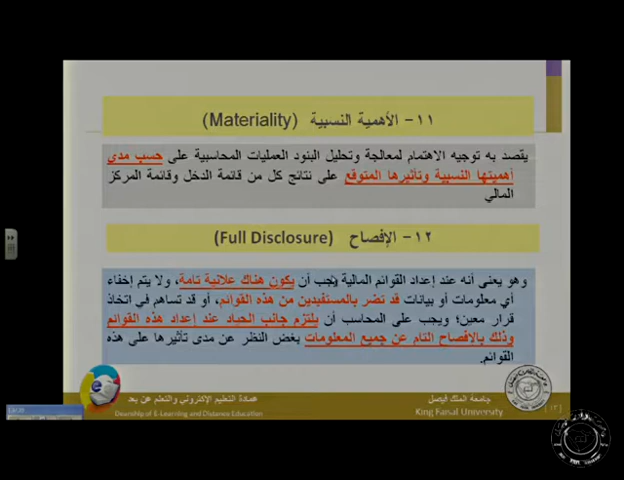 ١١- الأهمية النسبية (Materiality)
يقصد به توجيه الاهتمام لمعالجة وتحليل البنود العمليات المحاسبية على حسب مدى
أهميتها النسبية وتأثيرها المتوقع على نتائج كل من قائمة الدخل وقائمة المركز
المالي
١٢- الإفصاح (Full Disclosure)
وهو يعنى أنه عند إعداد القوائم المالية يجب أن يكون هناك علانية تامة، ولا يتم إخفاء
أي معلومات أو بيانات قد تضر بالمستفيدين من هذه القوائم، أو قد تساهم في اتخاذ
قرار معين؛ ويجب على المحاسب أن يلتزم جانب الحياد عند إعداد هذه القوائم
وذلك بالافصاح التام عن جميع المعلومات بغض النظر عن مدى تأثيرها على هذه
القوائم.
جامعة الملك فيصل
King Faisal University
عمادة التعليم الإلكتروني والتعلم عن بعد
Deanship of E-Learning and Distance Education